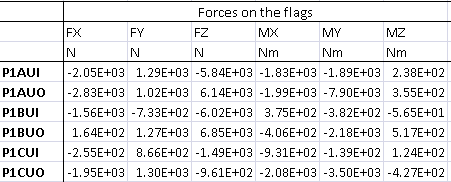 Forces on the flags
FX FY FZ MX MY MZ
N N N Nm Nm Nm
P1AUI -2.05E+03 1.29E+03 -5.84E+03 -1.83E+03 -1.89E+03 2.38E+02
P1AUO -2.83E+03 1.02E+03 6.14E+03 -1.99E+03 -7.90E+03 3.55E+02
P1BUI -1.56E+03 -7.33E+02 -6.02E+03 3.75E+02 -3.82E+02 -5.65E+01
P1BUO 1.64E+02 1.27E+03 6.85E+03 -4.06E+02 -2.18E+03 5.17E+02
P1CUI -2.55E+02 8.66E+02 -1.49E+03 -9.31E+02 -1.39E+02 1.24E+02
P1CUO -1.95E+03 1.30E+03 -9.61E+02 -2.08E+03 -3.50E+03 -4.27E+02